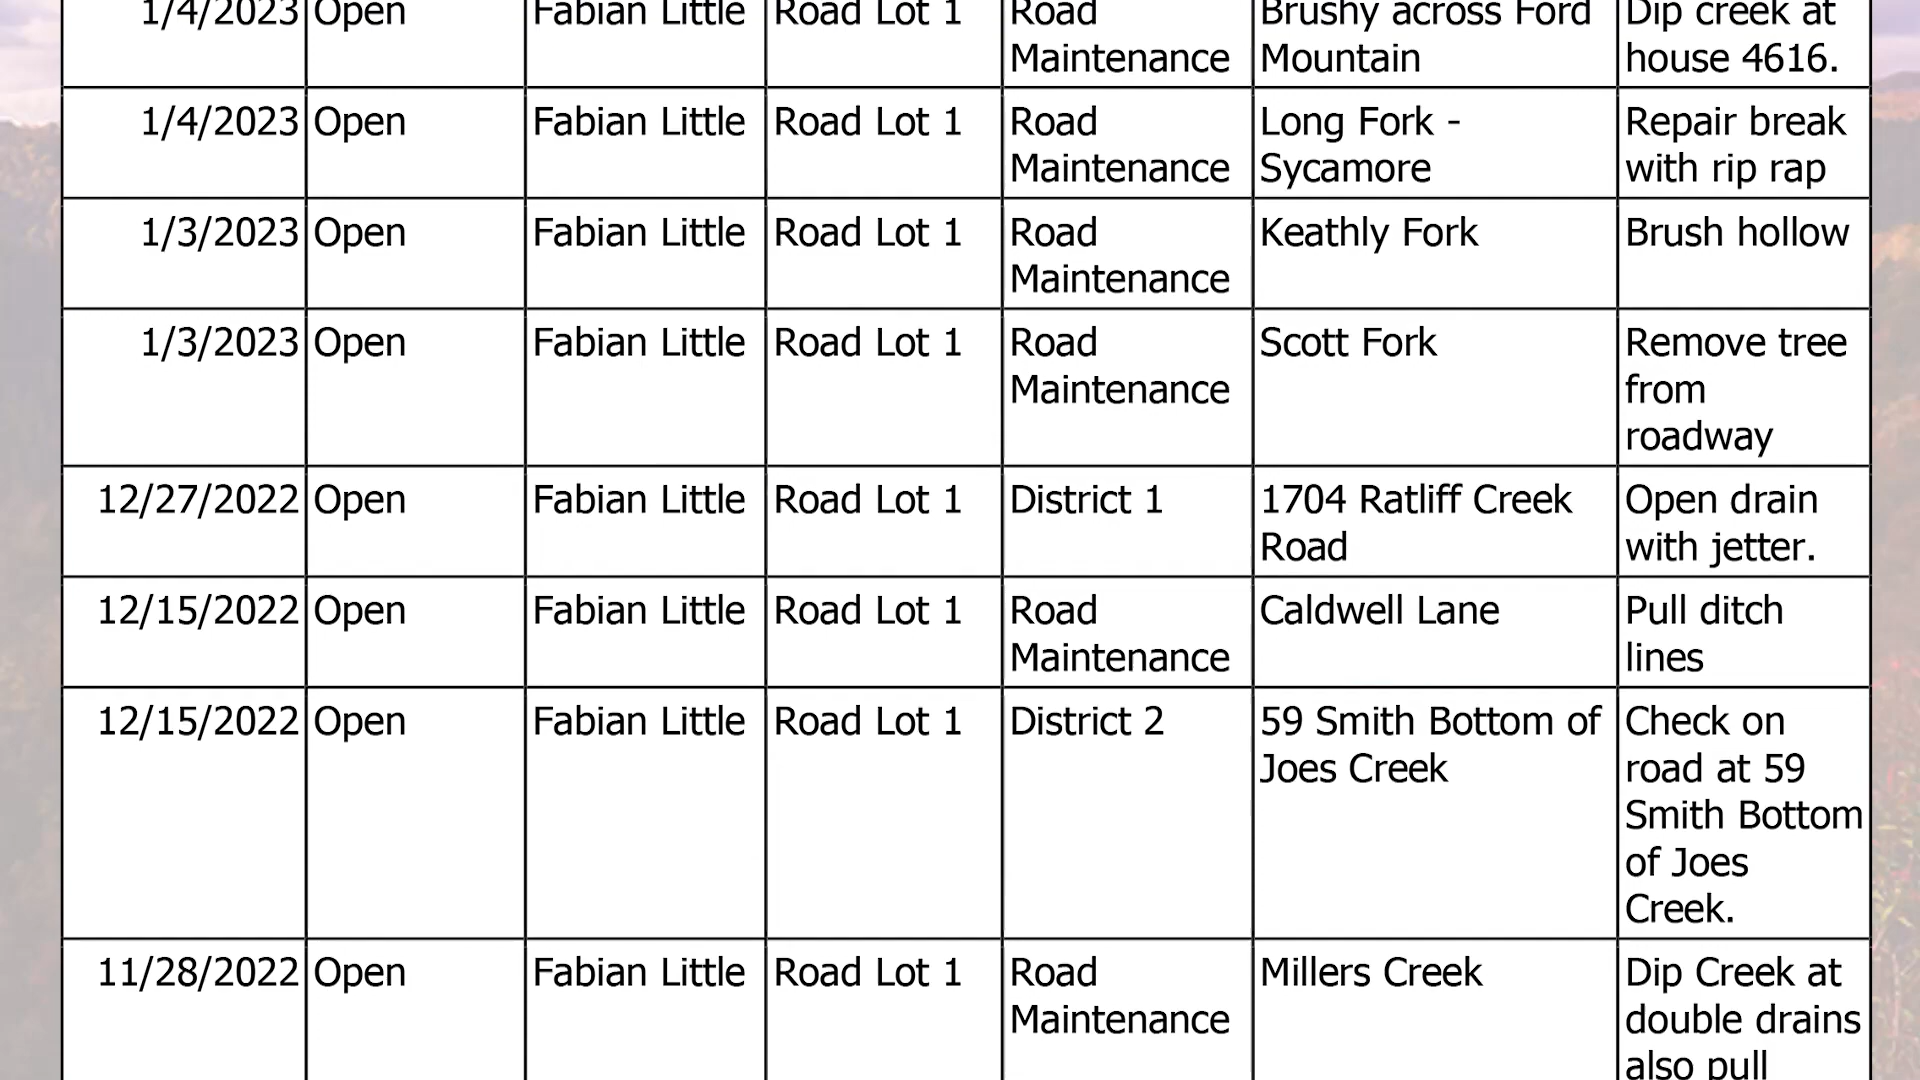 1/4/2023 Open Fabian Little Road Lot 1 Road Brushy across Ford Dip creek at
Maintenance Mountain house 4616.
1/4/2023 Open Fabian Little Road Lot 1 Road Long Fork - Repair break
Maintenance Sycamore with rip rap
1/3/2023 Open Fabian Little Road Lot 1 Road Keathly Fork Brush hollow
Maintenance
1/3/2023 Open Fabian Little Road Lot 1 Road Scott Fork Remove tree
Maintenance from
roadway
12/27/2022 Open Fabian Little Road Lot 1 District 1 1704 Ratliff Creek Open drain
Road with jetter.
12/15/2022 Open Fabian Little Road Lot 1 Road Caldwell Lane Pull ditch
Maintenance lines
12/15/2022 Open Fabian Little Road Lot 1 District 2 59 Smith Bottom of Check on
Joes Creek road at 59
Smith Bottom
of Joes
Creek.
11/28/2022 Open Fabian Little Road Lot 1 Road Millers Creek Dip Creek at
Maintenance double drains
also pull